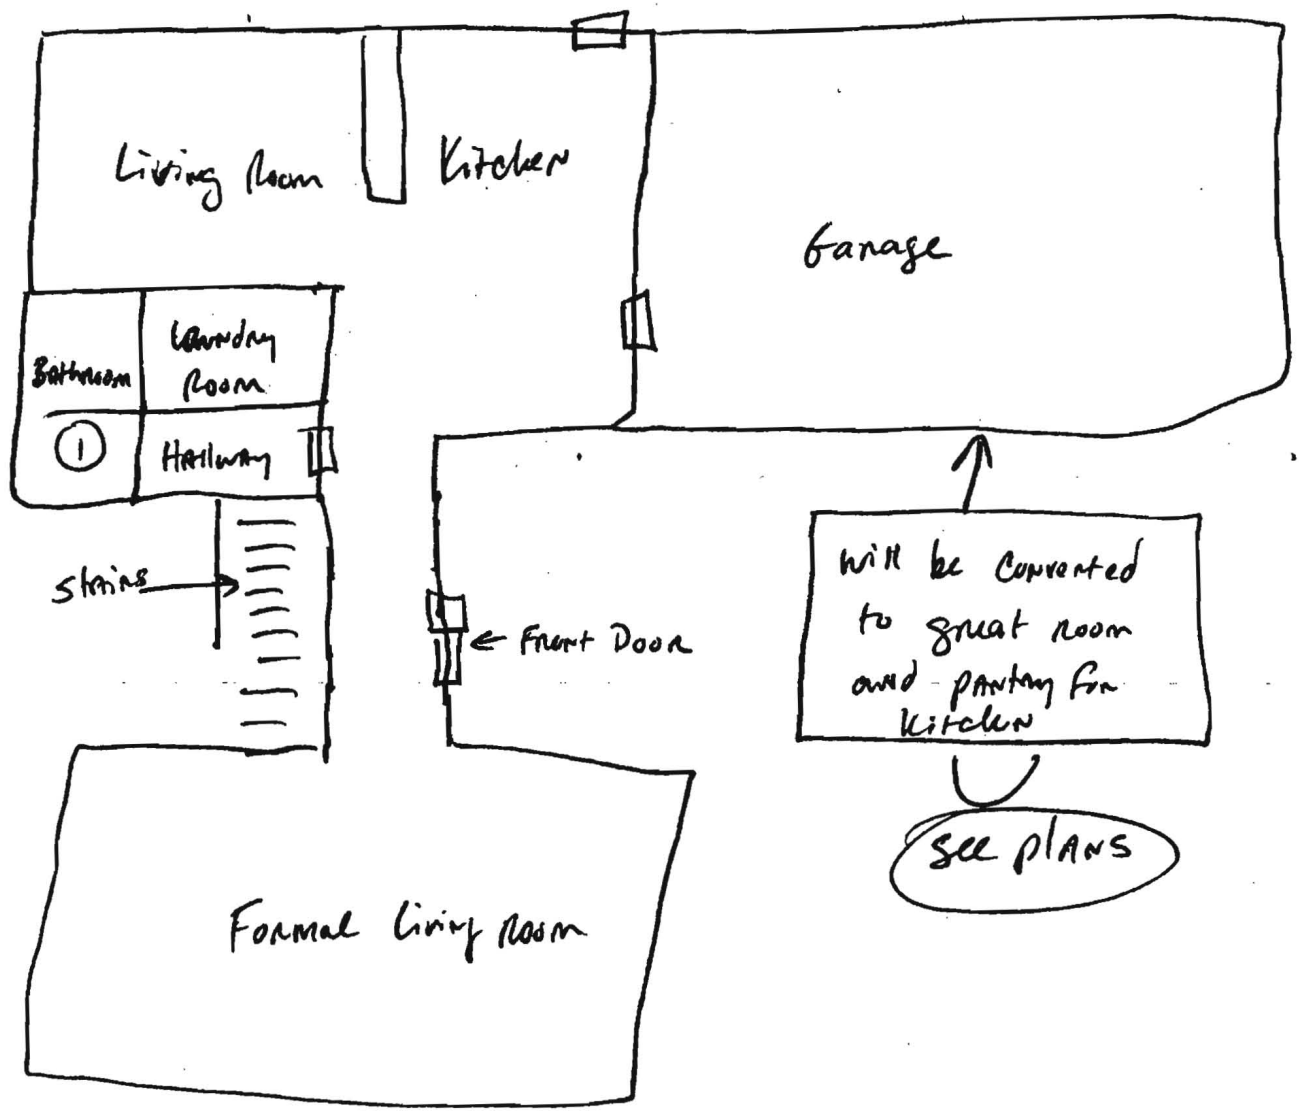 Living Room
Kitchen
Garage
Laundry
Room
Bathroom
1
Hallway
Stairs
Front Door
will be converted
to great room
and pantry for
kitchen
see plans
Formal living room